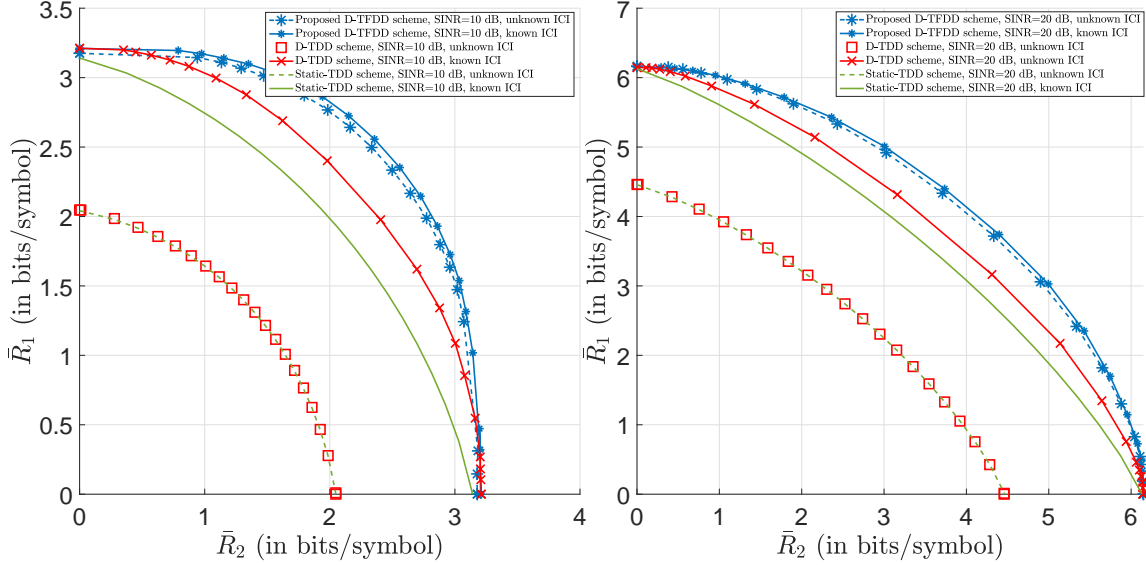 Proposed D-TFDD scheme, SINR=10 dB, unknown ICI
Proposed D-TFDD scheme, SINR=10 dB, known ICI
D-TDD scheme, SINR=10 dB, unknown ICI
D-TDD scheme, SINR=10 dB, known ICI
Static-TDD scheme, SINR=10 dB, unknown ICI
Static-TDD scheme, SINR=10 dB, known ICI
3.5
3
2.5
2
1.5
1
0.5
0
R̄₁ (in bits/symbol)
0 1 2 3 4
R̄₂ (in bits/symbol)
Proposed D-TFDD scheme, SINR=20 dB, unknown ICI
Proposed D-TFDD scheme, SINR=20 dB, known ICI
D-TDD scheme, SINR=20 dB, unknown ICI
D-TDD scheme, SINR=20 dB, known ICI
Static-TDD scheme, SINR=20 dB, unknown ICI
Static-TDD scheme, SINR=20 dB, known ICI
7
6
5
4
3
2
1
0
R̄₁ (in bits/symbol)
0 1 2 3 4 5 6
R̄₂ (in bits/symbol)